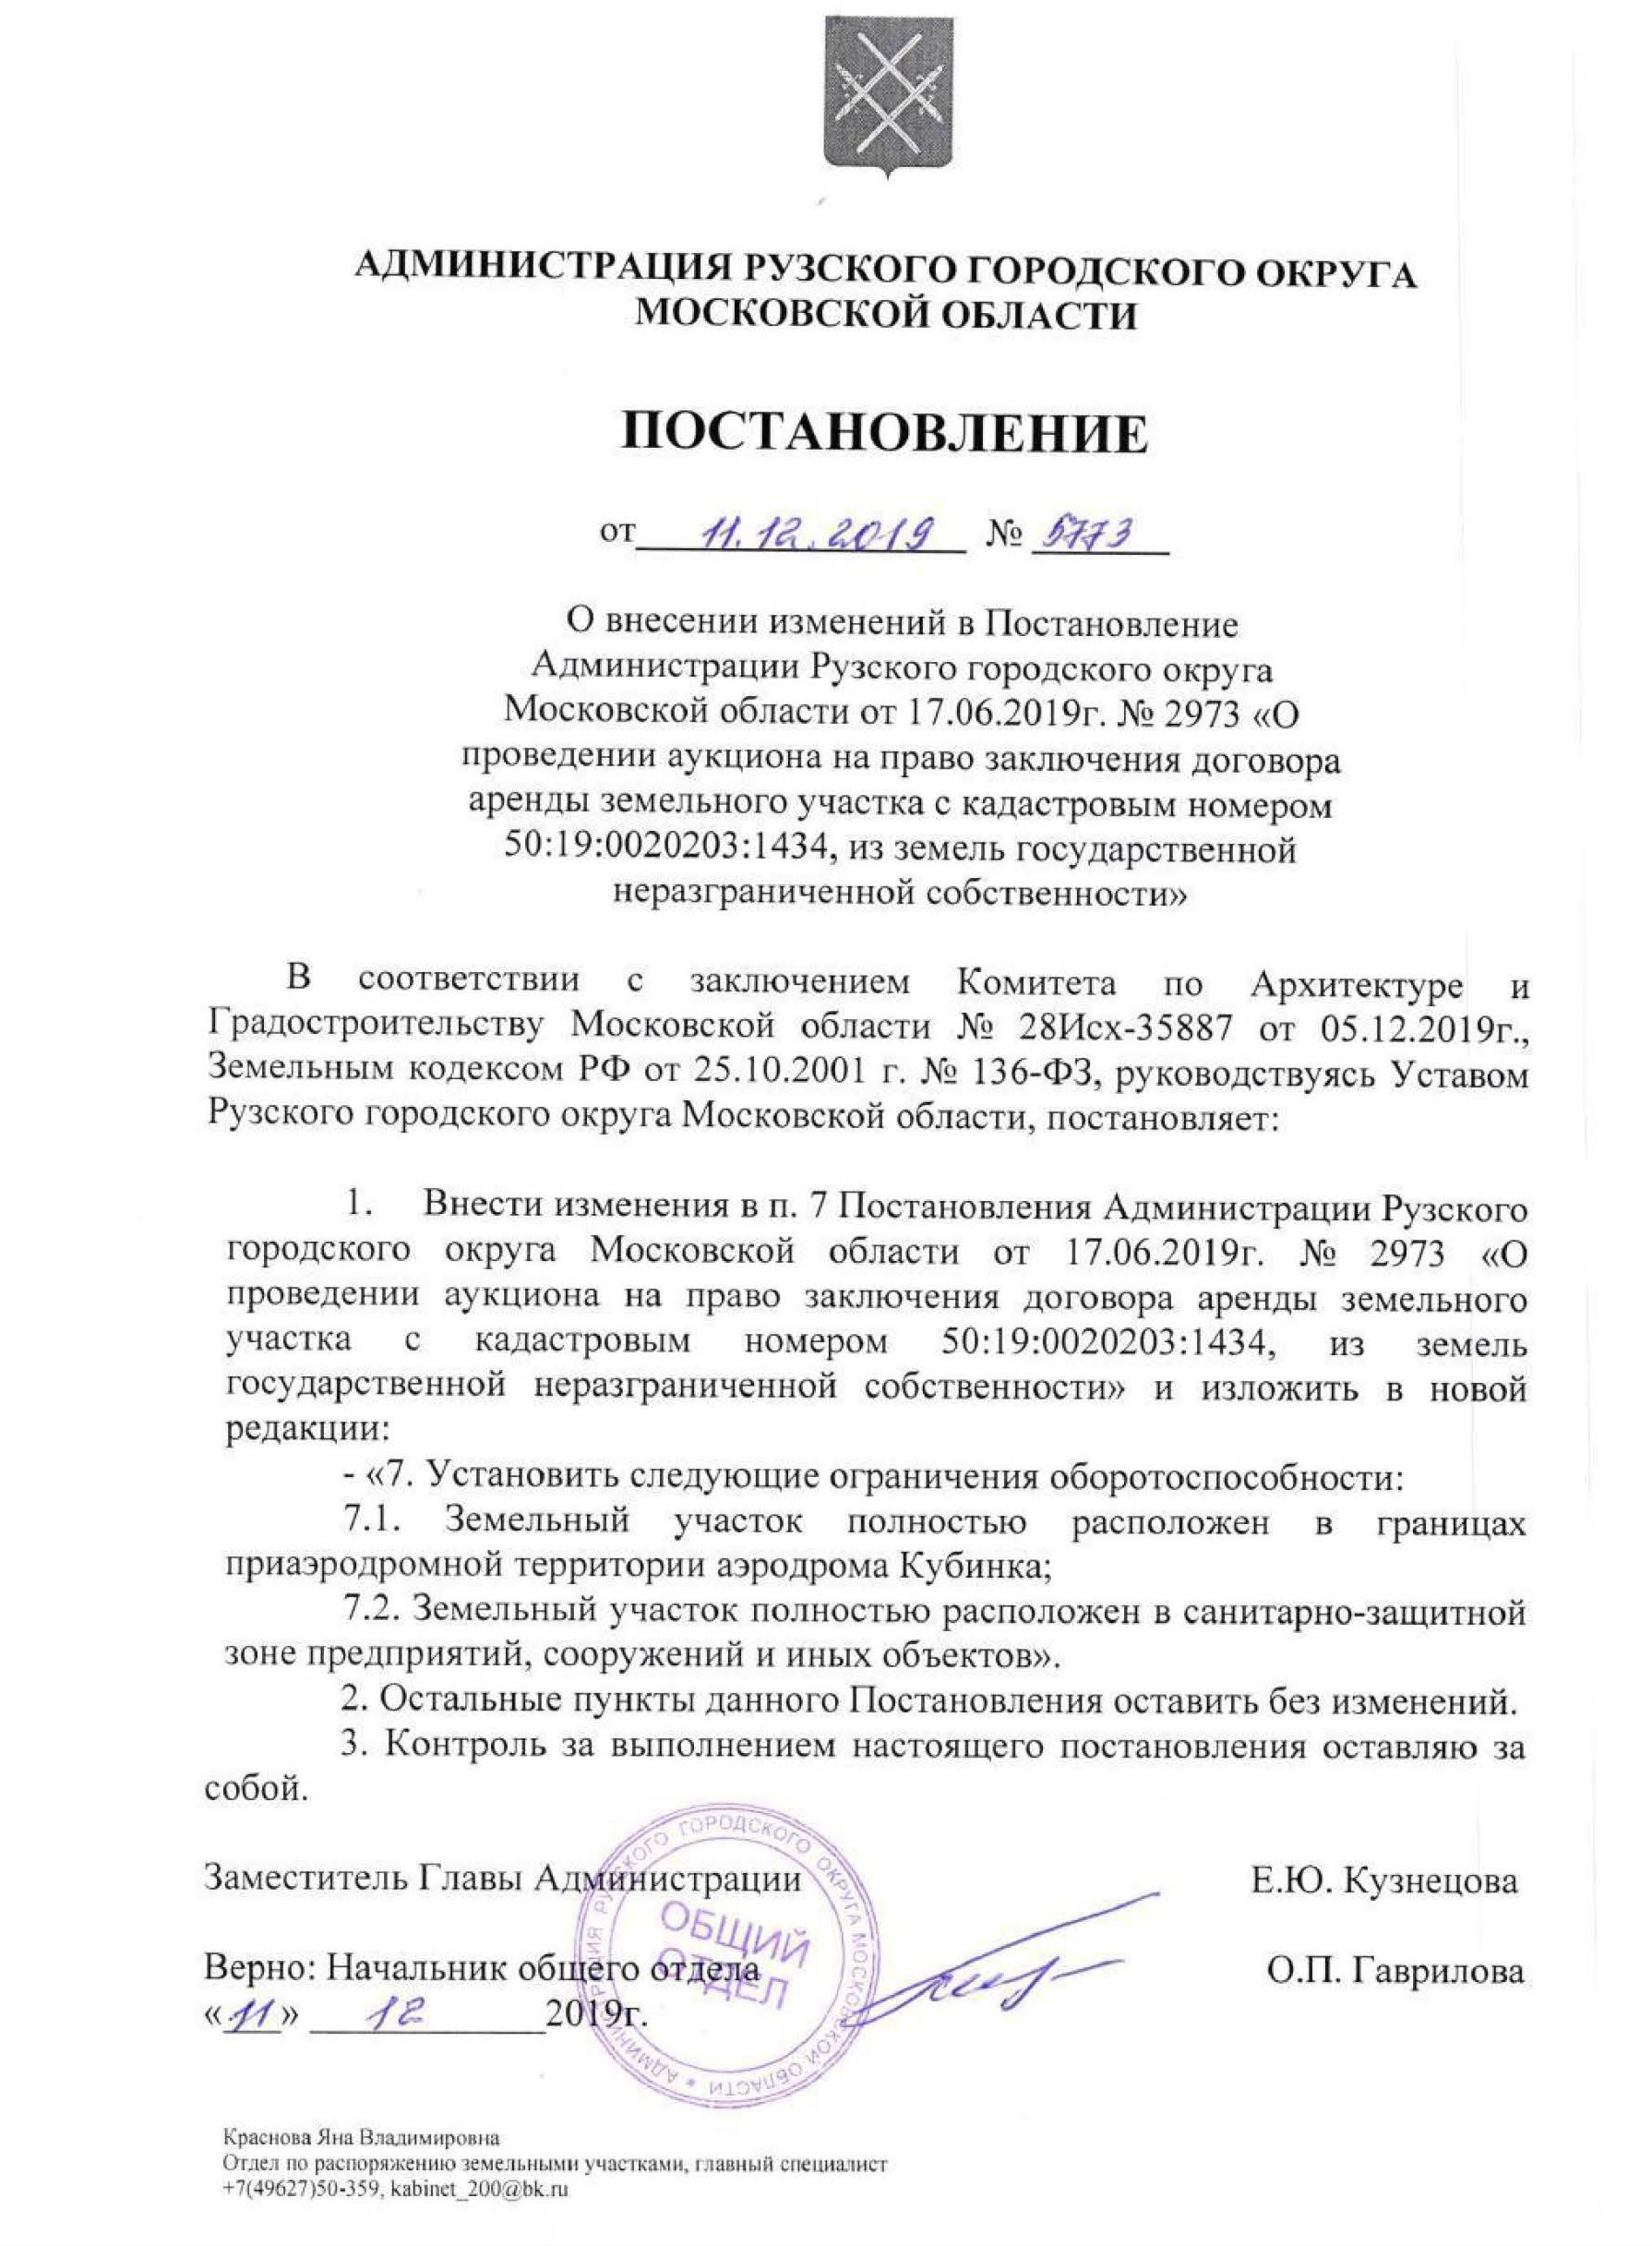 АДМИНИСТРАЦИЯ РУЗСКОГО ГОРОДСКОГО ОКРУГА
МОСКОВСКОЙ ОБЛАСТИ
ПОСТАНОВЛЕНИЕ
от 11.12.2019 № 5773
О внесении изменений в Постановление
Администрации Рузского городского округа
Московской области от 17.06.2019г. № 2973 «О
проведении аукциона на право заключения договора
аренды земельного участка с кадастровым номером
50:19:0020203:1434, из земель государственной
неразграниченной собственности»
В соответствии с заключением Комитета по Архитектуре и
Градостроительству Московской области № 28Исх-35887 от 05.12.2019г.,
Земельным кодексом РФ от 25.10.2001 г. № 136-ФЗ, руководствуясь Уставом
Рузского городского округа Московской области, постановляет:
1. Внести изменения в п. 7 Постановления Администрации Рузского
городского округа Московской области от 17.06.2019г. № 2973 «О
проведении аукциона на право заключения договора аренды земельного
участка с кадастровым номером 50:19:0020203:1434, из земель
государственной неразграниченной собственности» и изложить в новой
редакции:
- «7. Установить следующие ограничения оборотоспособности:
7.1. Земельный участок полностью расположен в границах
приаэродромной территории аэродрома Кубинка;
7.2. Земельный участок полностью расположен в санитарно-защитной
зоне предприятий, сооружений и иных объектов».
2. Остальные пункты данного Постановления оставить без изменений.
3. Контроль за выполнением настоящего постановления оставляю за
собой.
Заместитель Главы Администрации Е.Ю. Кузнецова
Верно: Начальник общего отдела О.П. Гаврилова
«11» 12 2019г.
АДМИНИСТРАЦИЯ РУЗСКОГО ГОРОДСКОГО ОКРУГА МОСКОВСКОЙ ОБЛАСТИ *
ОБЩИЙ
ОТДЕЛ
Краснова Яна Владимировна
Отдел по распоряжению земельными участками, главный специалист
+7(49627)50-359, kabinet_200@bk.ru